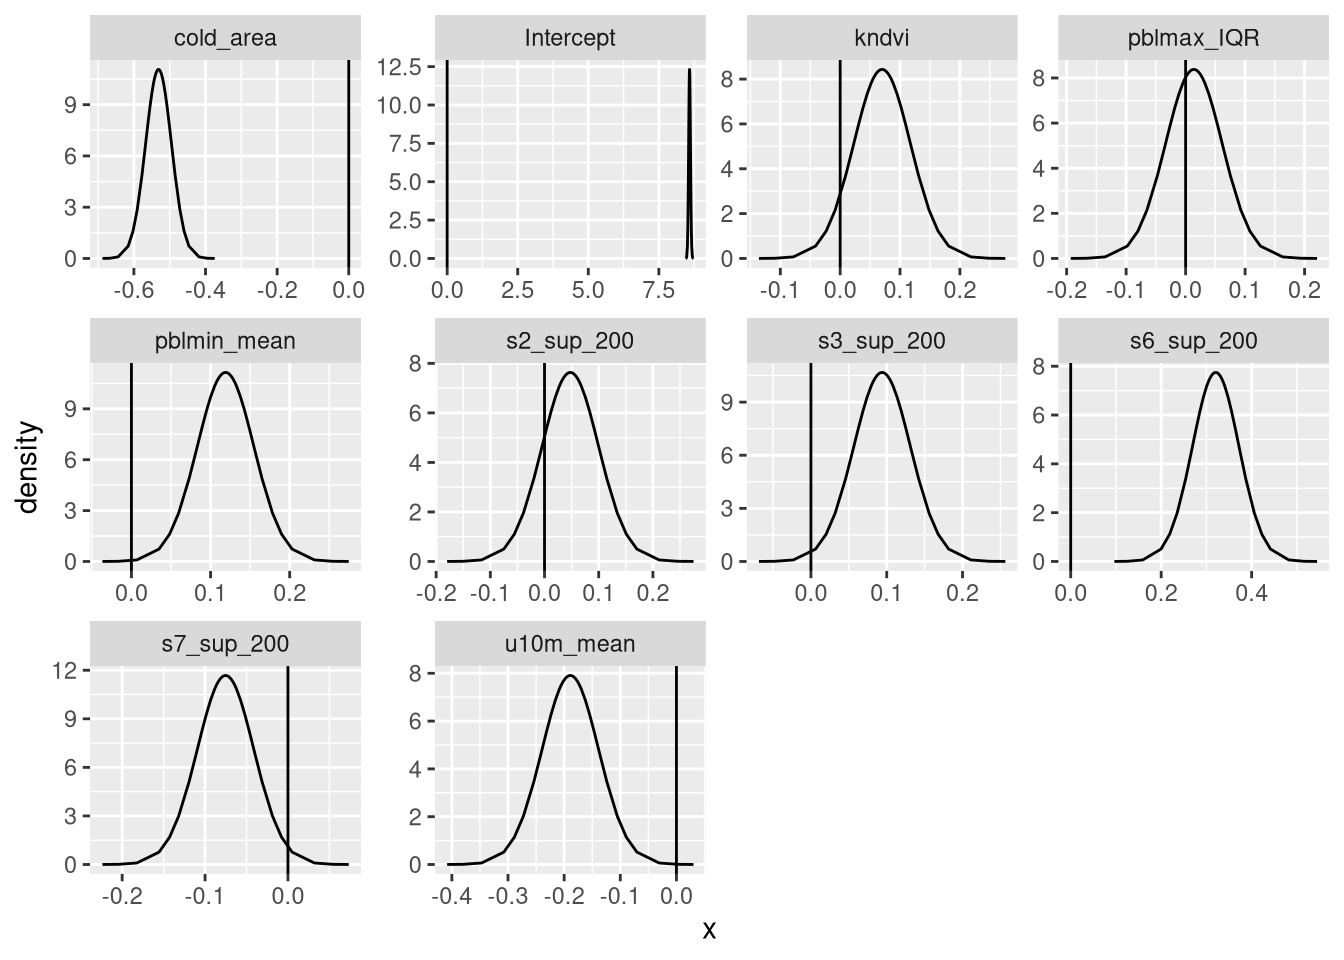 cold_area Intercept kndvi pblmax_IQR
9 6 3 0
12.5 10.0 7.5 5.0 2.5 0.0
8 6 4 2 0
8 6 4 2 0
-0.6 -0.4 -0.2 0.0
0.0 2.5 5.0 7.5
-0.1 0.0 0.1 0.2
-0.2 -0.1 0.0 0.1 0.2
pblmin_mean s2_sup_200 s3_sup_200 s6_sup_200
9 6 3 0
8 6 4 2 0
9 6 3 0
8 6 4 2 0
0.0 0.1 0.2
-0.2 -0.1 0.0 0.1 0.2
0.0 0.1 0.2
0.0 0.2 0.4
density
s7_sup_200 u10m_mean
12 9 6 3 0
8 6 4 2 0
-0.2 -0.1 0.0
-0.4 -0.3 -0.2 -0.1 0.0
x